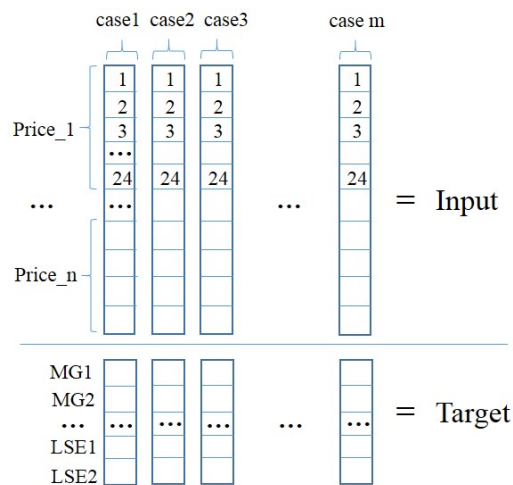 case1 case2 case3 case m
1 1 1 1
2 2 2 2
Price_1 3 3 3 3
...
24 24 24 24
... ... ... = Input
Price_n
MG1
MG2
... ... ... ... ... ... = Target
LSE1
LSE2